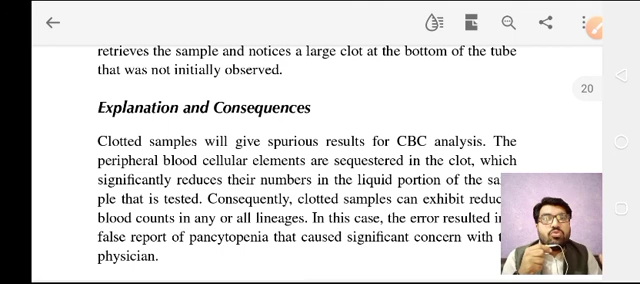 retrieves the sample and notices a large clot at the bottom of the tube
that was not initially observed.
20
Explanation and Consequences
Clotted samples will give spurious results for CBC analysis. The
peripheral blood cellular elements are sequestered in the clot, which
significantly reduces their numbers in the liquid portion of the sa
ple that is tested. Consequently, clotted samples can exhibit reduc
blood counts in any or all lineages. In this case, the error resulted i
false report of pancytopenia that caused significant concern with
physician.